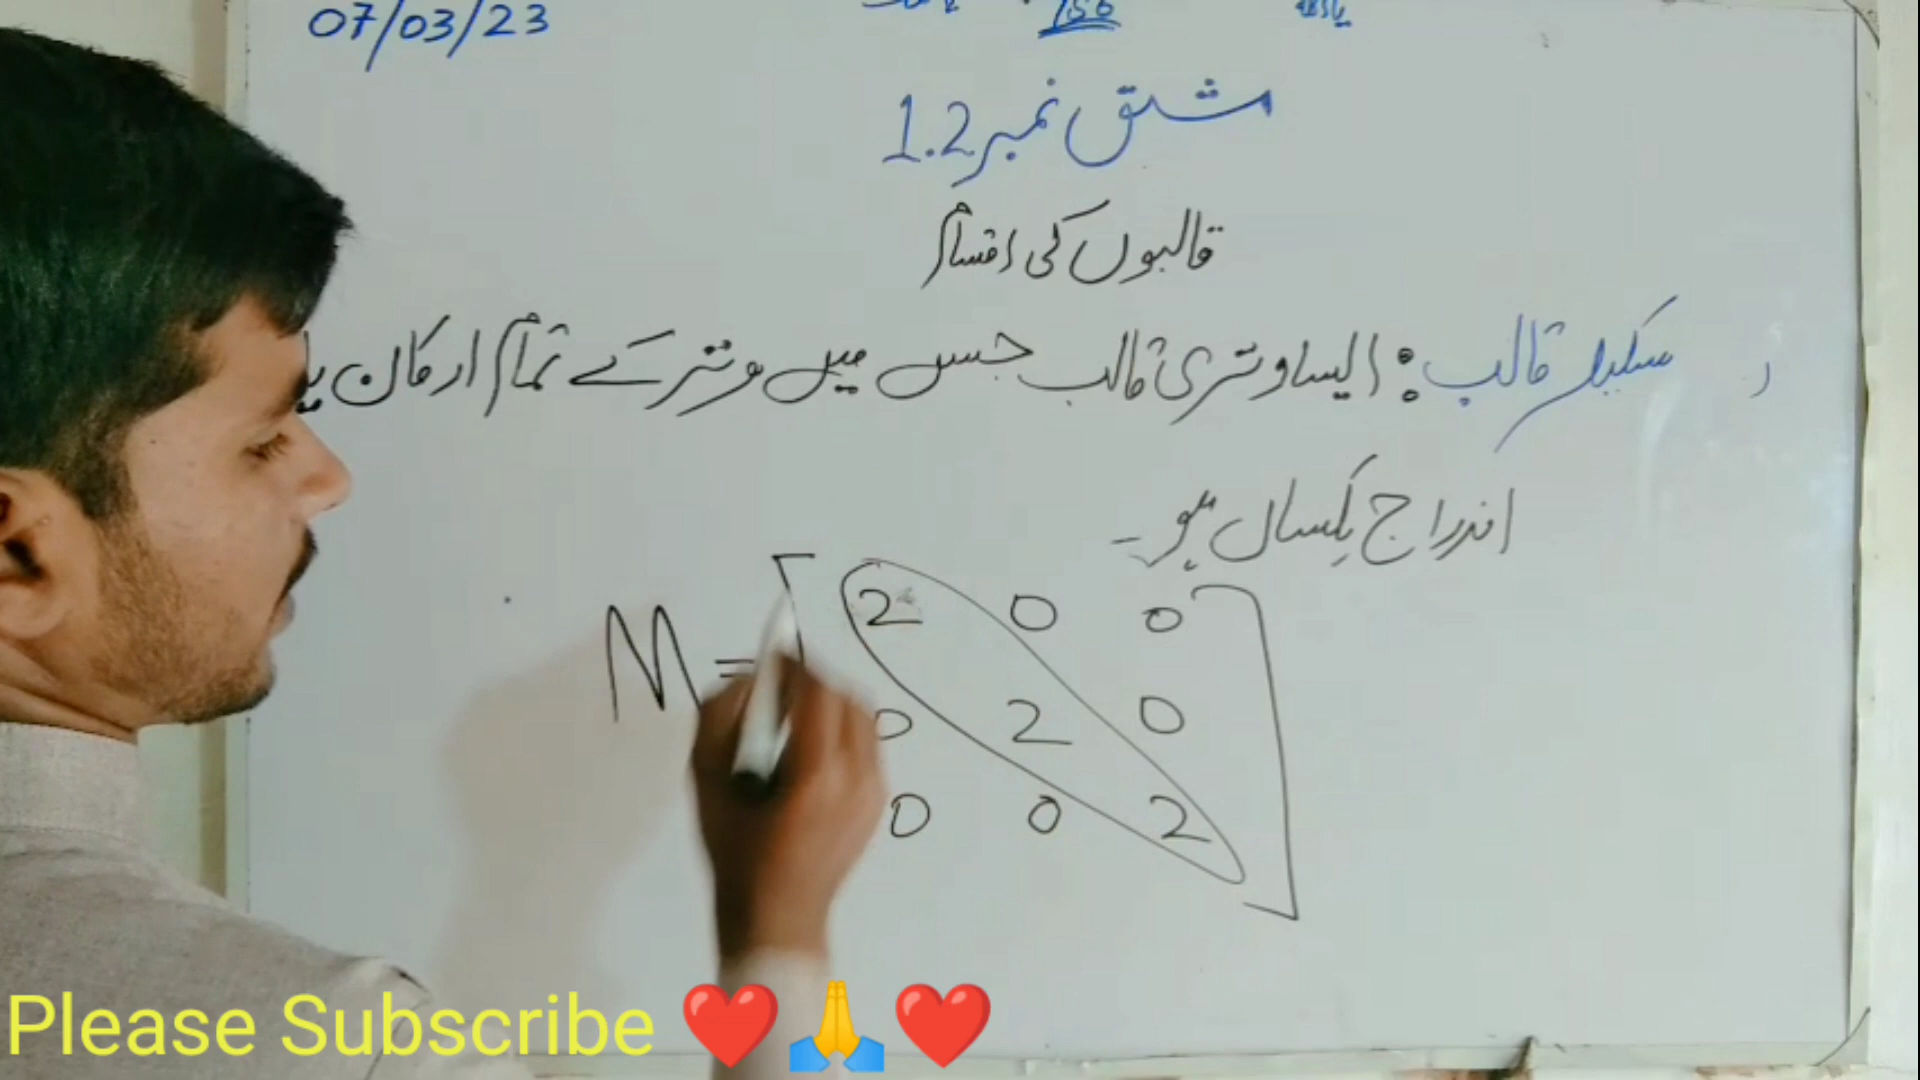 07/03/23
مشق نمبر 1.2
قالبوں کی اقسام
سکیلر قالب: ایسا وتری قالب جس میں وتر کے تمام ارکان یا
اندراج یکساں ہو۔
M = [ 2 0 0
0 2 0
0 0 2 ]
Please Subscribe ❤️🙏❤️